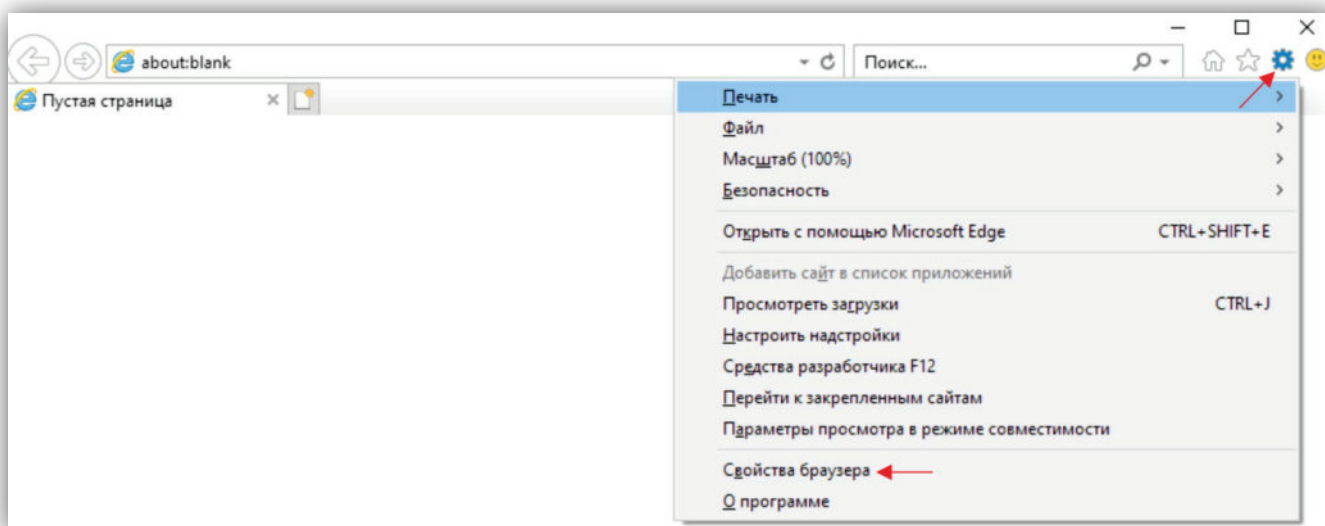 about:blank
Поиск...
Пустая страница
Печать
Файл
Масштаб (100%)
Безопасность
Открыть с помощью Microsoft Edge CTRL+SHIFT+E
Добавить сайт в список приложений
Просмотреть загрузки CTRL+J
Настроить надстройки
Средства разработчика F12
Перейти к закрепленным сайтам
Параметры просмотра в режиме совместимости
Свойства браузера
О программе